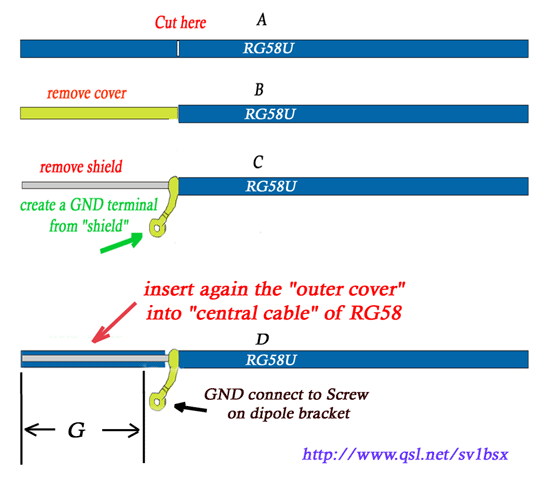 A
Cut here
RG58U
remove cover
B
RG58U
remove shield
C
RG58U
create a GND terminal
from "shield"
insert again the "outer cover"
into "central cable" of RG58
D
RG58U
GND connect to Screw
on dipole bracket
G
http://www.qsl.net/sv1bsx